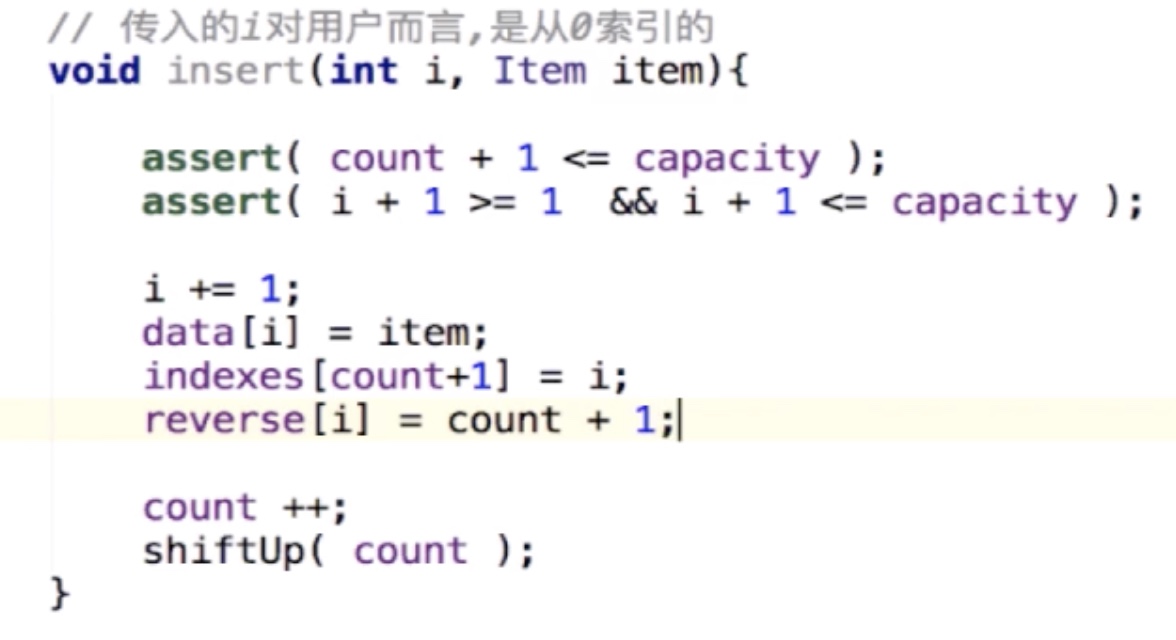 // 传入的i对用户而言,是从0索引的
void insert(int i, Item item){
assert( count + 1 <= capacity );
assert( i + 1 >= 1  && i + 1 <= capacity );
i += 1;
data[i] = item;
indexes[count+1] = i;
reverse[i] = count + 1;
count ++;
shiftUp( count );
}